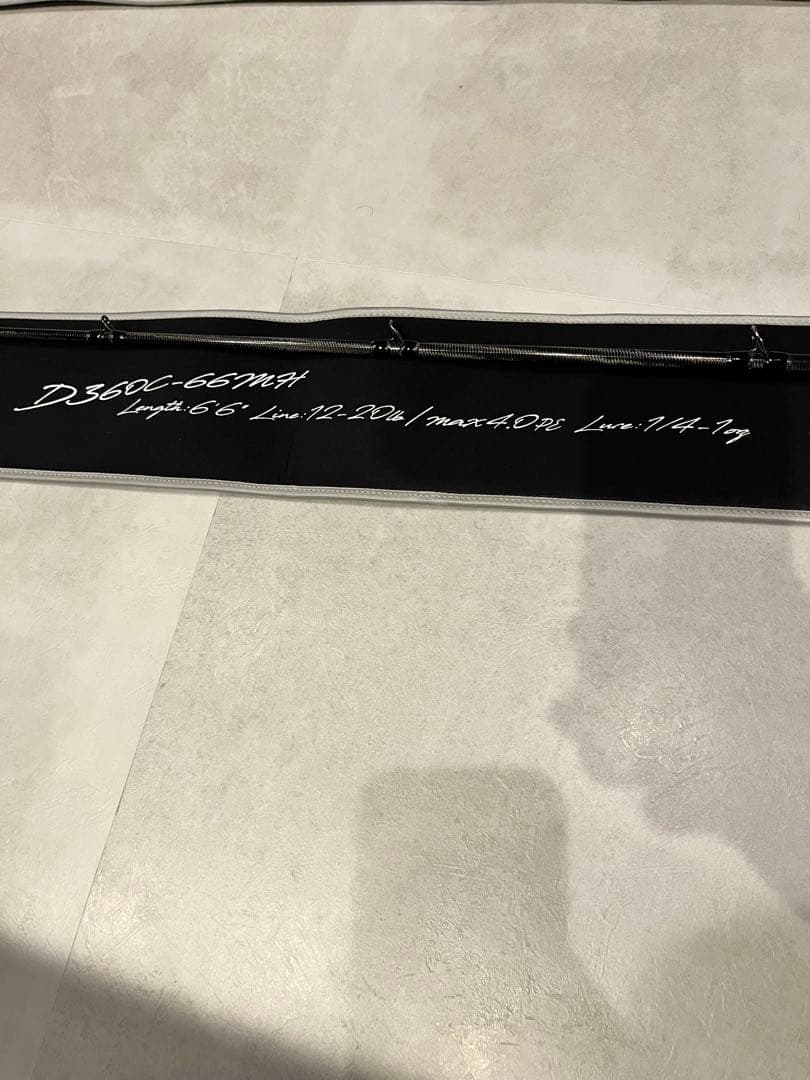 D360C-66MH
Length:6'6" Line:12-20lb/max4.0PE Lure:1/4-1oz